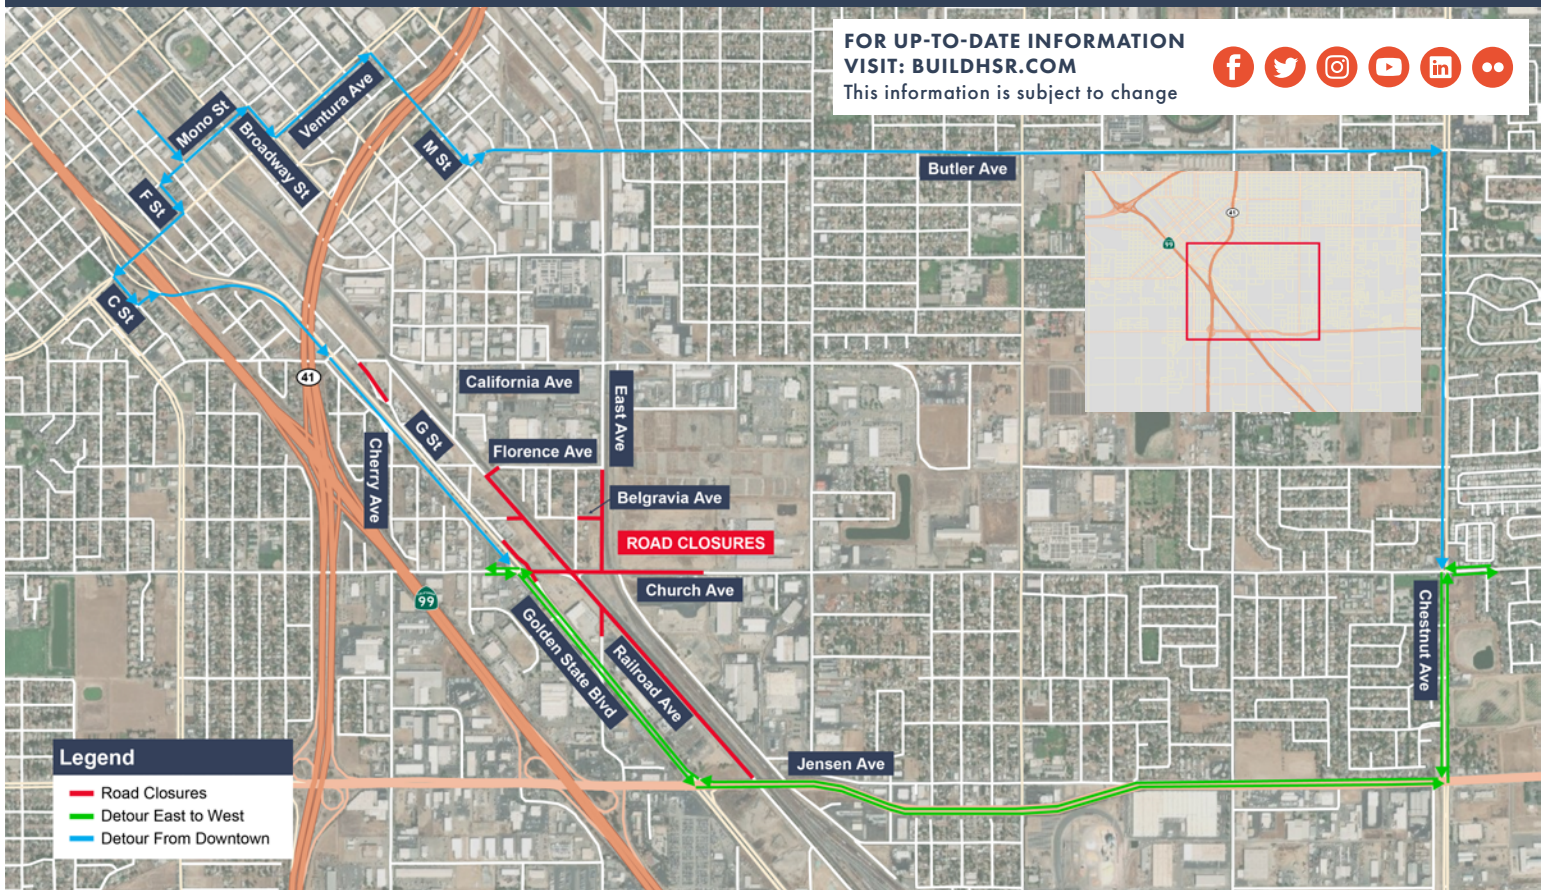 FOR UP-TO-DATE INFORMATION
VISIT: BUILDHSR.COM
This information is subject to change
Mono St
Broadway St
Ventura Ave
M St
F St
C St
Butler Ave
41
99
41
California Ave
East Ave
G St
Cherry Ave
Florence Ave
Belgravia Ave
ROAD CLOSURES
Church Ave
99
Golden State Blvd
Railroad Ave
Chestnut Ave
Jensen Ave
Legend
Road Closures
Detour East to West
Detour From Downtown